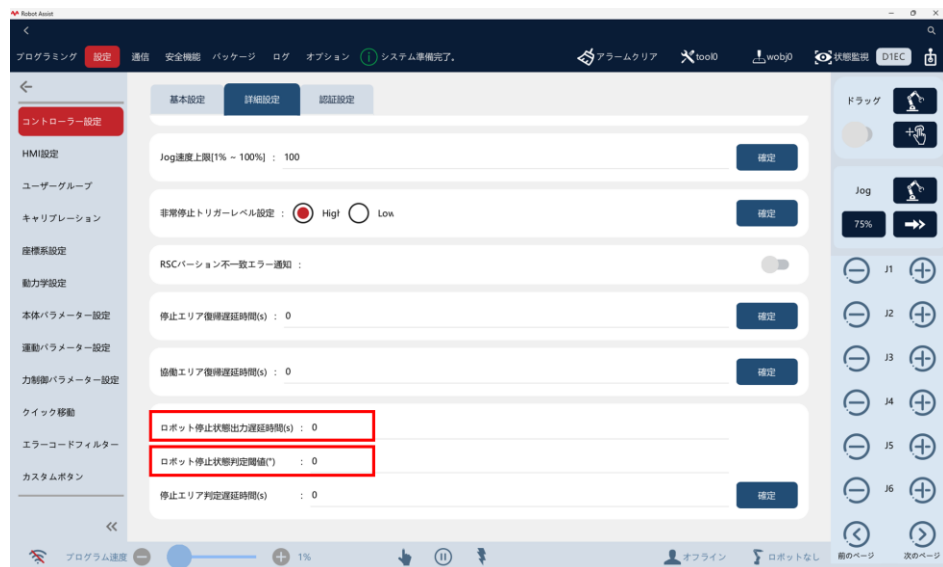 Robot Assist
プログラミング 設定 通信 安全機能 パッケージ ログ オプション システム準備完了. アラームクリア tool0 wobj0 状態監視 D1EC
基本設定 詳細設定 認証設定
コントローラー設定
HMI設定
ユーザーグループ
キャリブレーション
座標系設定
動力学設定
本体パラメーター設定
運動パラメーター設定
力制御パラメーター設定
クイック移動
エラーコードフィルター
カスタムボタン
Jog速度上限[1% ~ 100%] : 100 確定
非常停止トリガーレベル設定 : High Low 確定
RSCバーション不一致エラー通知 :
停止エリア復帰遅延時間(s) : 0 確定
協働エリア復帰遅延時間(s) : 0 確定
ロボット停止状態出力遅延時間(s) : 0
ロボット停止状態判定閾値(°) : 0
停止エリア判定遅延時間(s) : 0 確定
ドラッグ
Jog
75%
J1
J2
J3
J4
J5
J6
前のページ 次のページ
プログラム速度 1% オフライン ロボットなし